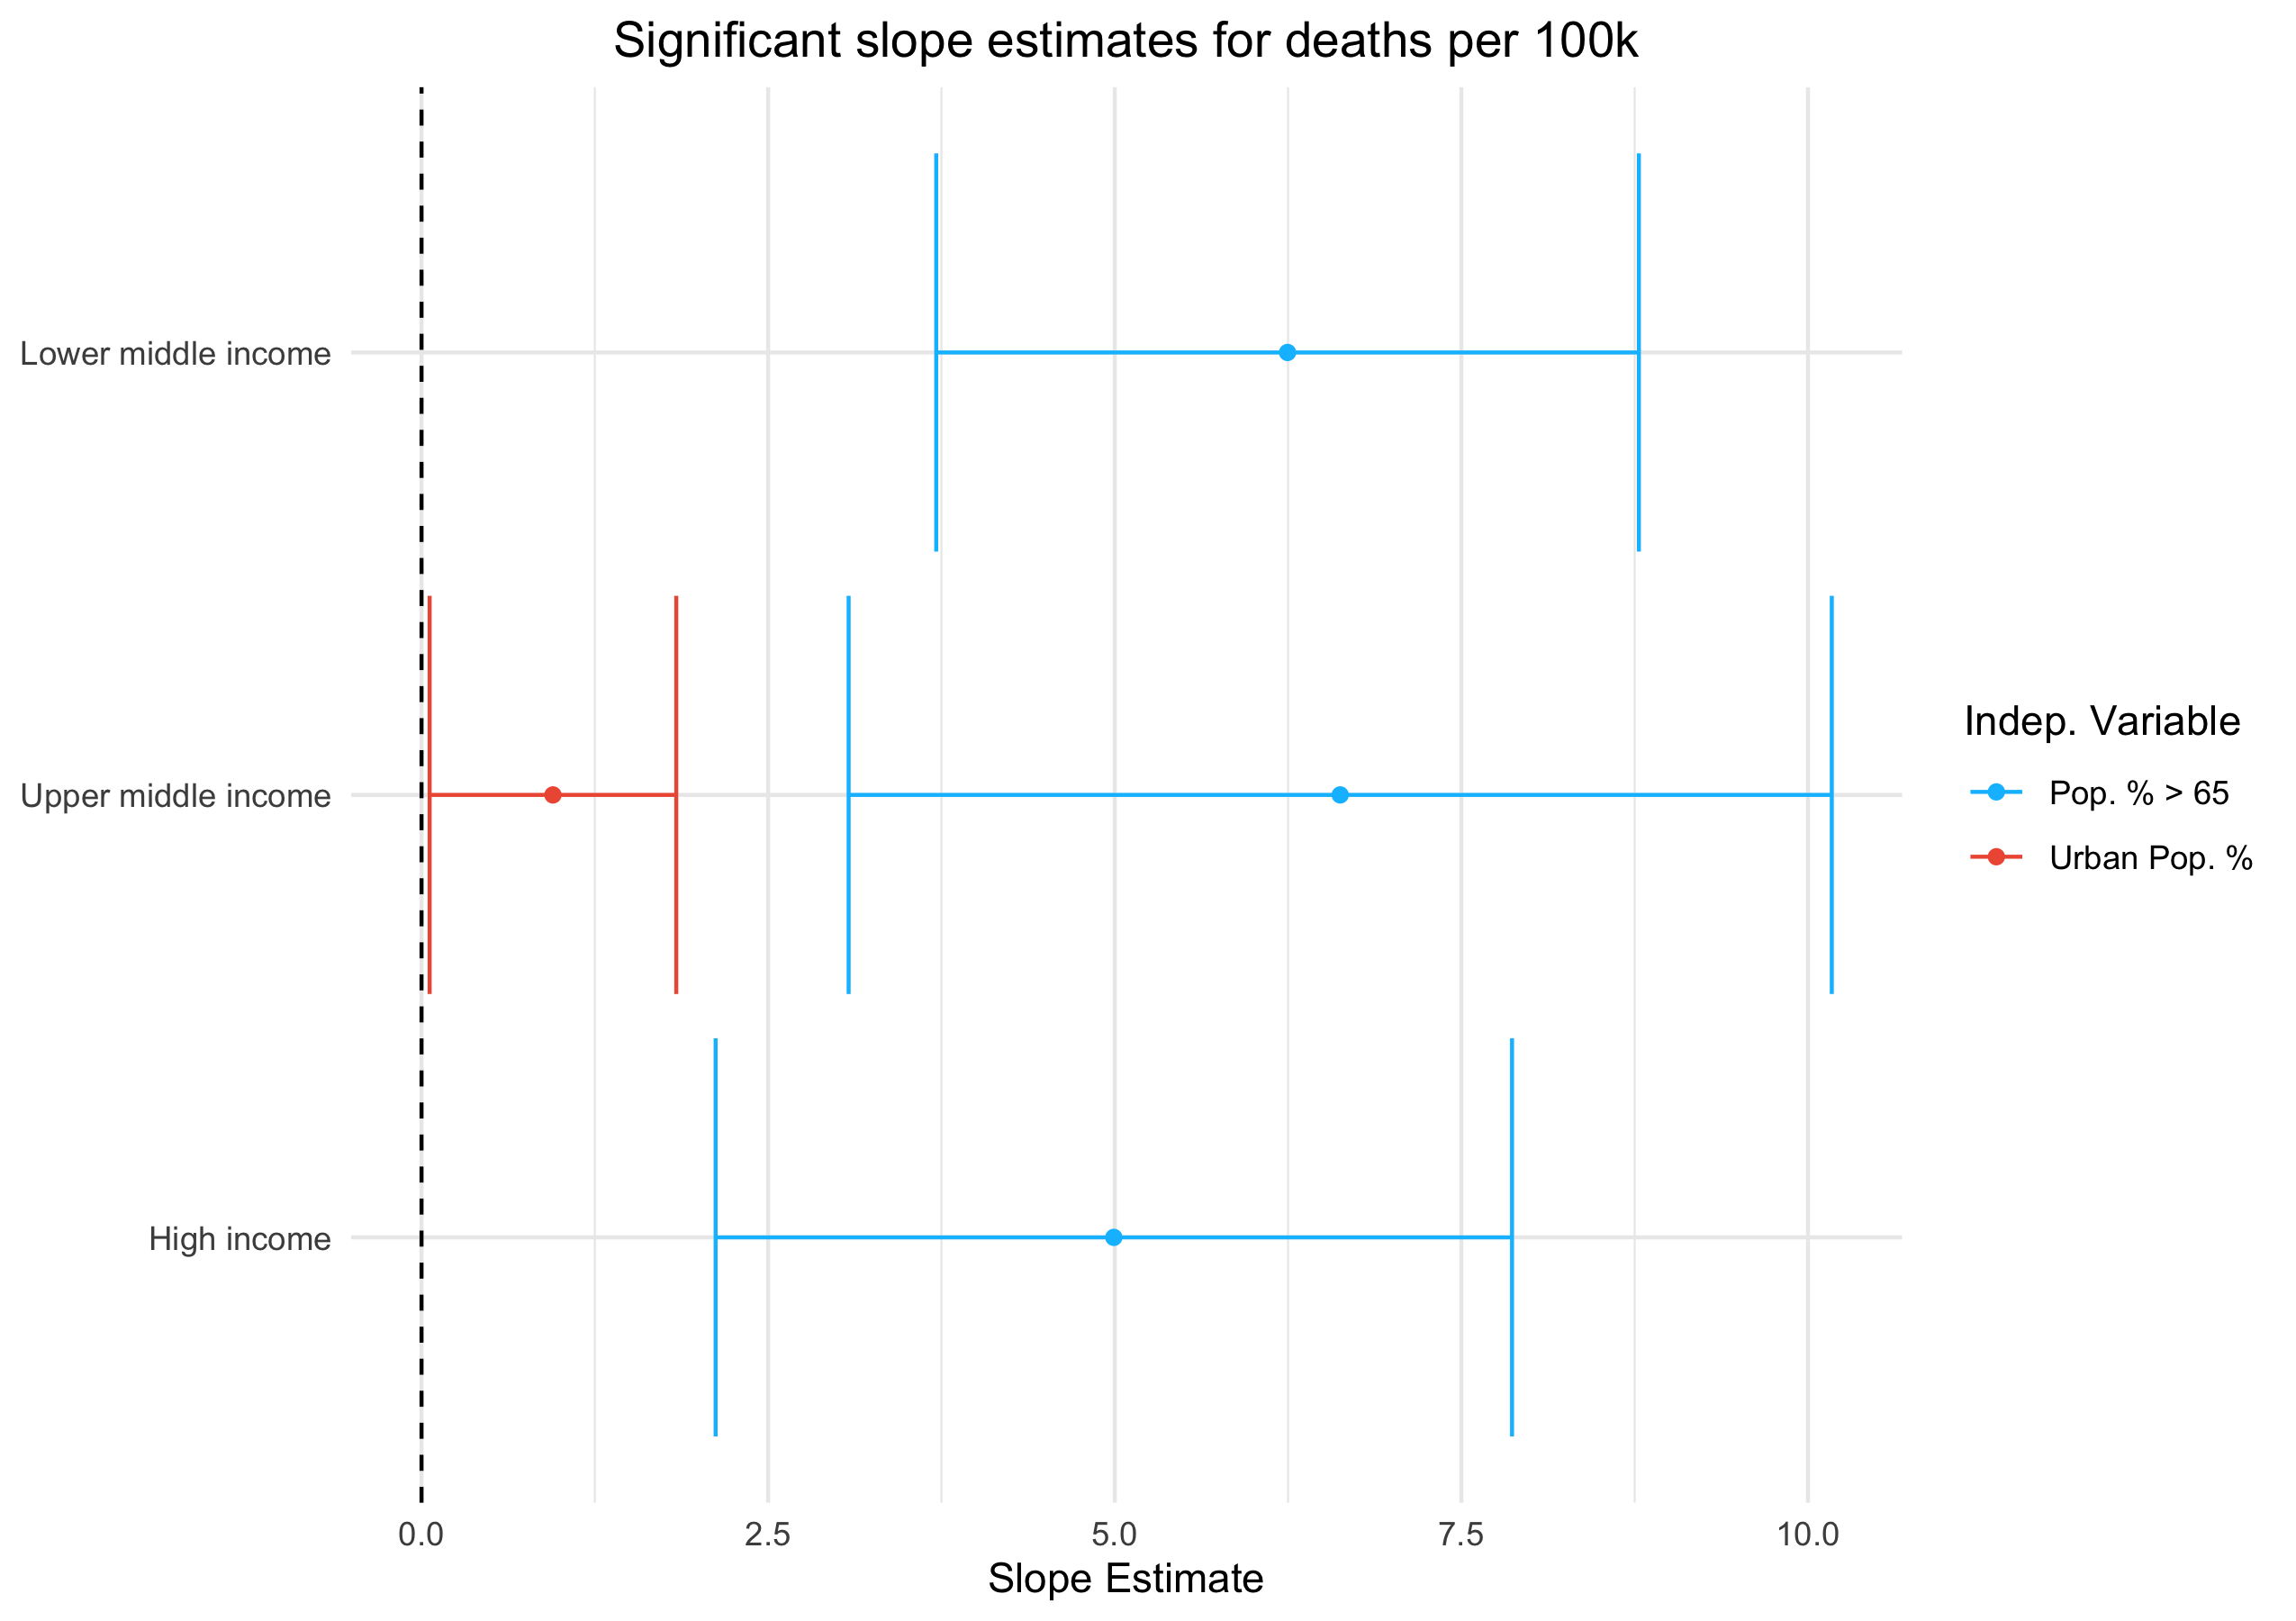 Significant slope estimates for deaths per 100k
Lower middle income
Upper middle income
High income
0.0
2.5
5.0
7.5
10.0
Slope Estimate
Indep. Variable
Pop. % > 65
Urban Pop. %